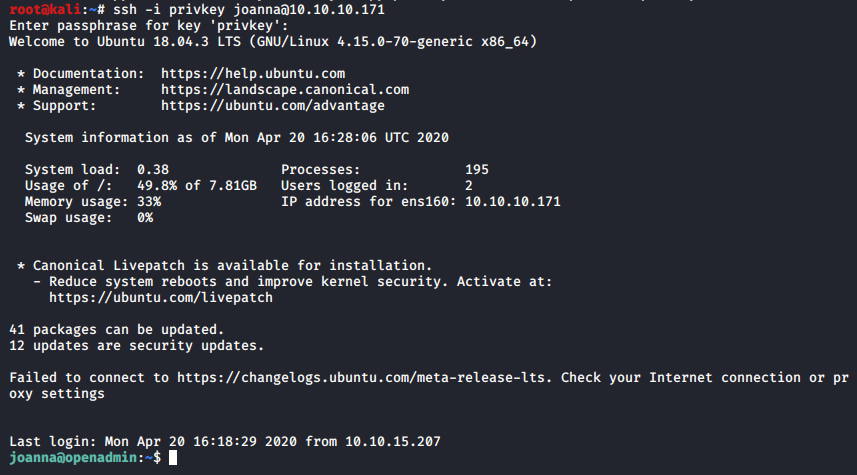 root@kali:~# ssh -i privkey joanna@10.10.10.171
Enter passphrase for key 'privkey':
Welcome to Ubuntu 18.04.3 LTS (GNU/Linux 4.15.0-70-generic x86_64)
* Documentation:  https://help.ubuntu.com
* Management:     https://landscape.canonical.com
* Support:        https://ubuntu.com/advantage
System information as of Mon Apr 20 16:28:06 UTC 2020
System load:  0.38              Processes:             195
Usage of /:   49.8% of 7.81GB   Users logged in:       2
Memory usage: 33%               IP address for ens160: 10.10.10.171
Swap usage:   0%
* Canonical Livepatch is available for installation.
- Reduce system reboots and improve kernel security. Activate at:
https://ubuntu.com/livepatch
41 packages can be updated.
12 updates are security updates.
Failed to connect to https://changelogs.ubuntu.com/meta-release-lts. Check your Internet connection or pr
oxy settings
Last login: Mon Apr 20 16:18:29 2020 from 10.10.15.207
joanna@openadmin:~$